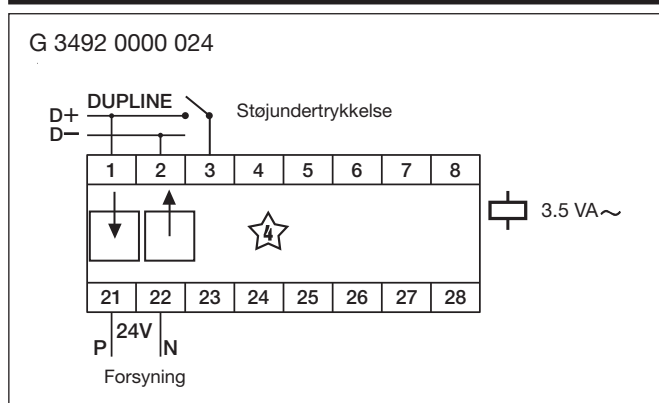 G 3492 0000 024
DUPLINE
D+
D−
Støjundertrykkelse
1 2 3 4 5 6 7 8
4
3.5 VA~
21 22 23 24 25 26 27 28
24V
P N
Forsyning